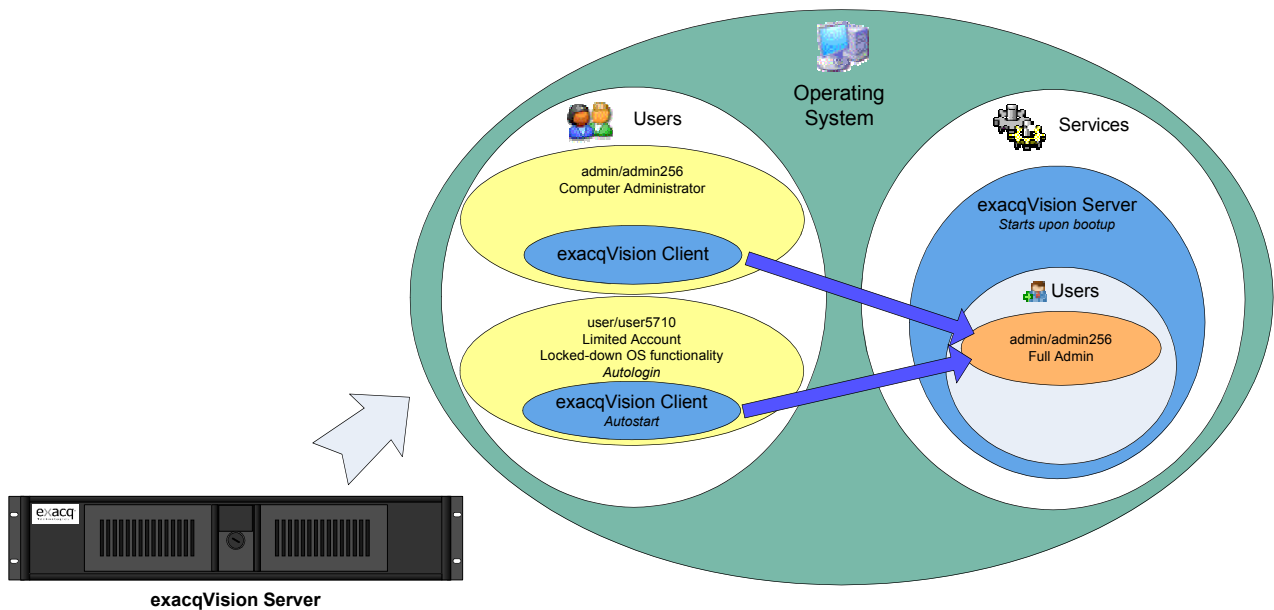 Operating
System
Users
admin/admin256
Computer Administrator
exacqVision Client
user/user5710
Limited Account
Locked-down OS functionality
Autologin
exacqVision Client
Autostart
Services
exacqVision Server
Starts upon bootup
Users
admin/admin256
Full Admin
exacq
exacqVision Server